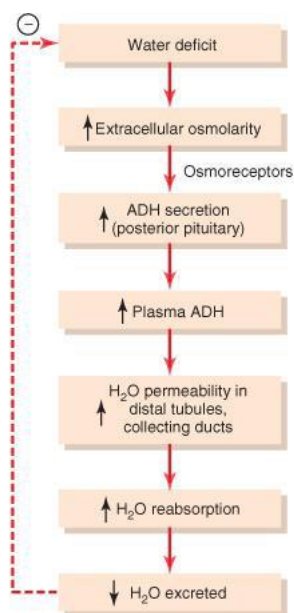 −
Water deficit
↑ Extracellular osmolarity
Osmoreceptors
ADH secretion
↑ (posterior pituitary)
↑ Plasma ADH
H₂O permeability in
↑ distal tubules,
collecting ducts
↑ H₂O reabsorption
↓ H₂O excreted